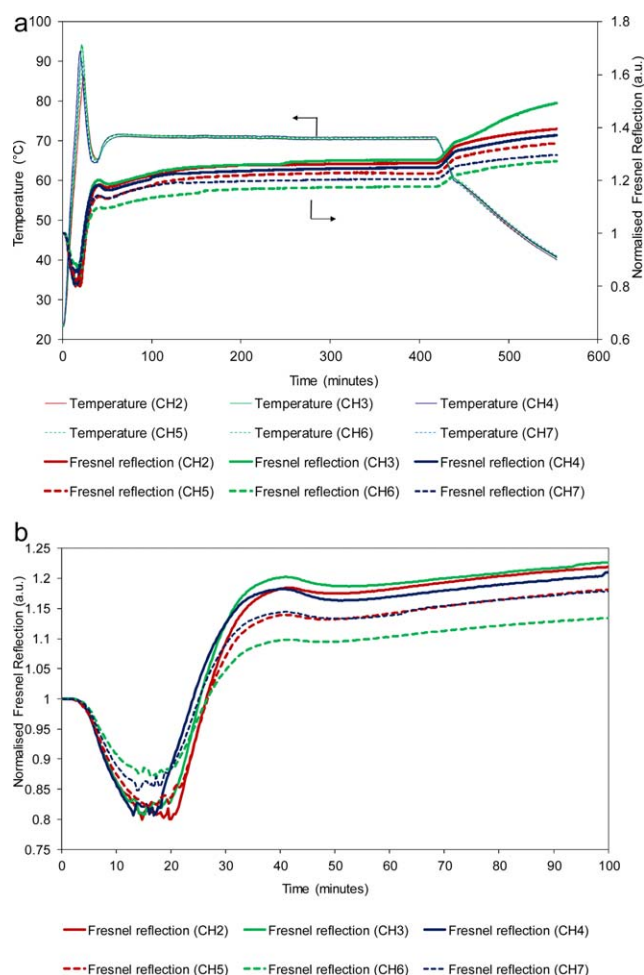 a
100
90
80
70
60
50
40
30
20
Temperature (°C)
1.8
1.6
1.4
1.2
1
0.8
0.6
Normalised Fresnel Reflection (a.u.)
0 100 200 300 400 500 600
Time (minutes)
Temperature (CH2) Temperature (CH3) Temperature (CH4)
Temperature (CH5) Temperature (CH6) Temperature (CH7)
Fresnel reflection (CH2) Fresnel reflection (CH3) Fresnel reflection (CH4)
Fresnel reflection (CH5) Fresnel reflection (CH6) Fresnel reflection (CH7)
b
1.25
1.20
1.15
1.10
1.05
1
0.95
0.90
0.85
0.8
0.75
Normalised Fresnel Reflection (a.u.)
0 10 20 30 40 50 60 70 80 90 100
Time (minutes)
Fresnel reflection (CH2) Fresnel reflection (CH3) Fresnel reflection (CH4)
Fresnel reflection (CH5) Fresnel reflection (CH6) Fresnel reflection (CH7)